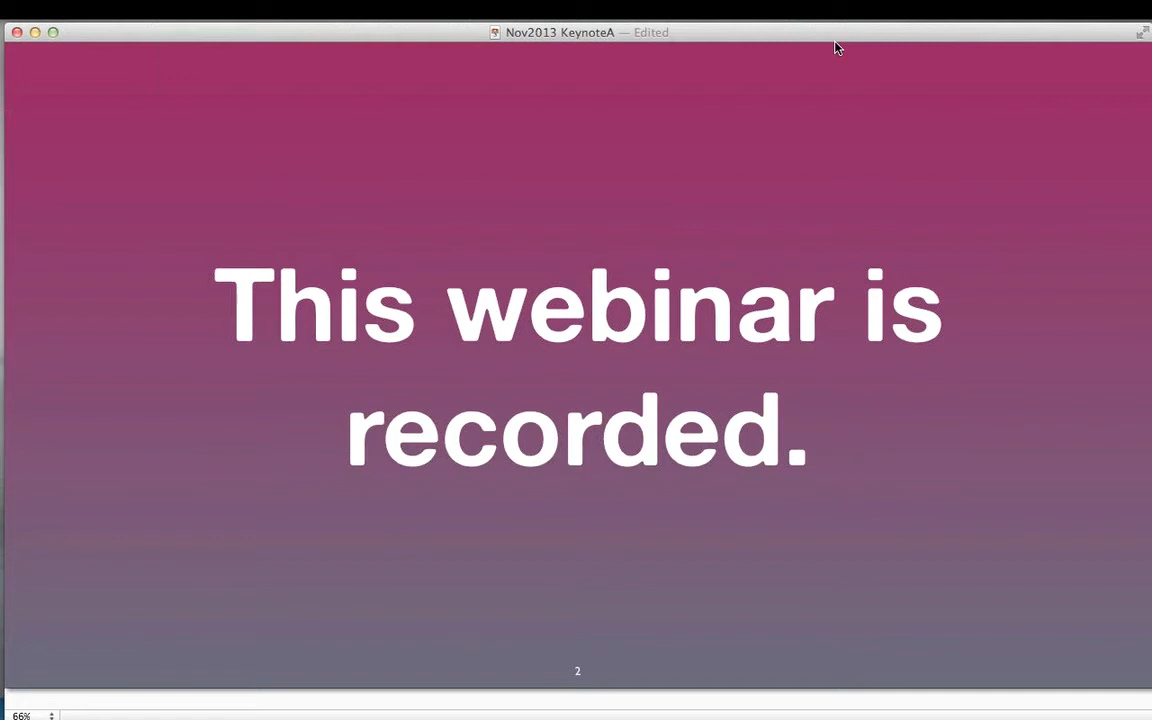 Nov2013 KeynoteA — Edited
This webinar is
recorded.
2
66%